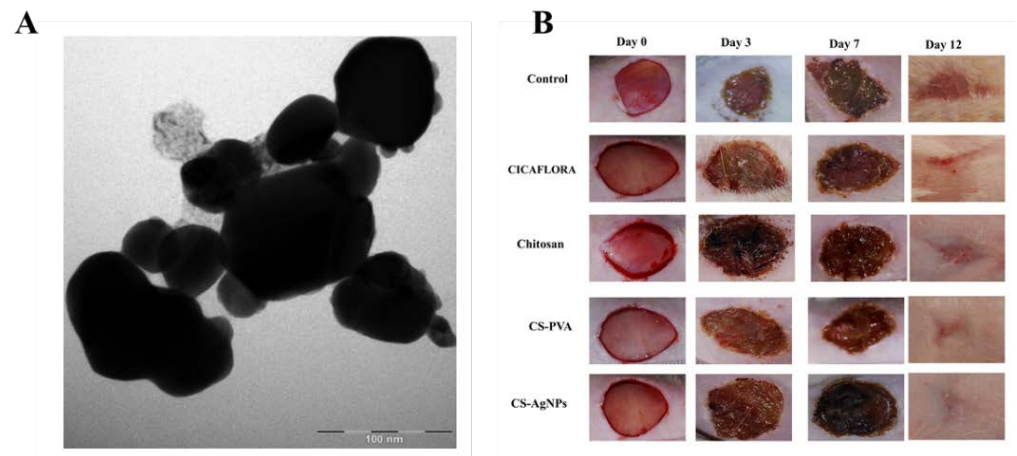 A
B
Day 0 Day 3 Day 7 Day 12
Control
CICAFLORA
Chitosan
CS-PVA
CS-AgNPs
100 nm